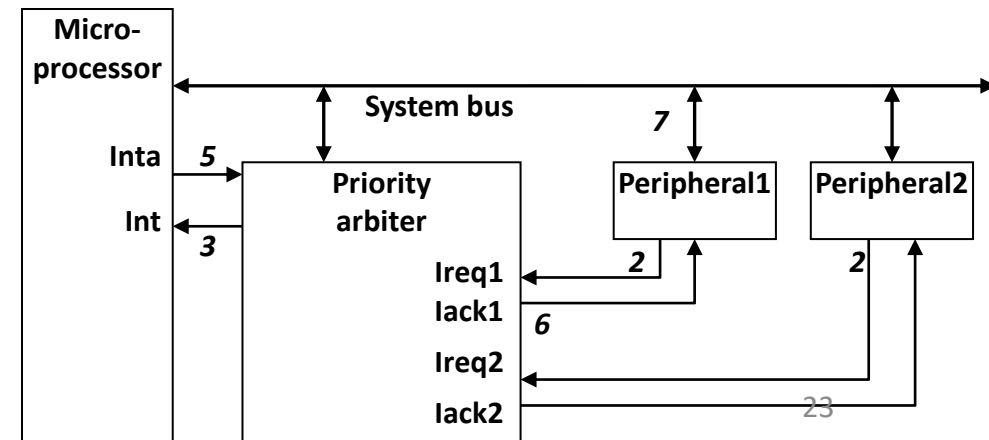 Micro-
processor
System bus
7
Inta
5
Priority
arbiter
Peripheral1
Peripheral2
Int
3
2
2
Ireq1
Iack1
6
Ireq2
23
Iack2